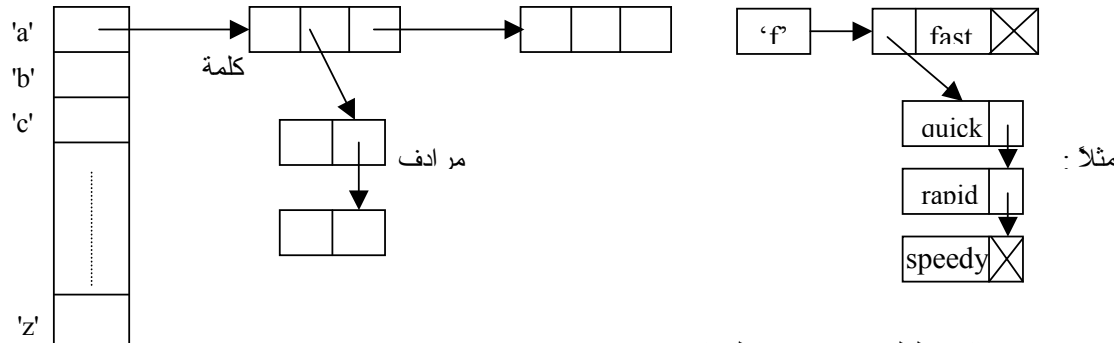 'a'
'b'
'c'
'z'
كلمة
مرادف
‘f’
fast
quick
rapid
speedy
مثلاً :